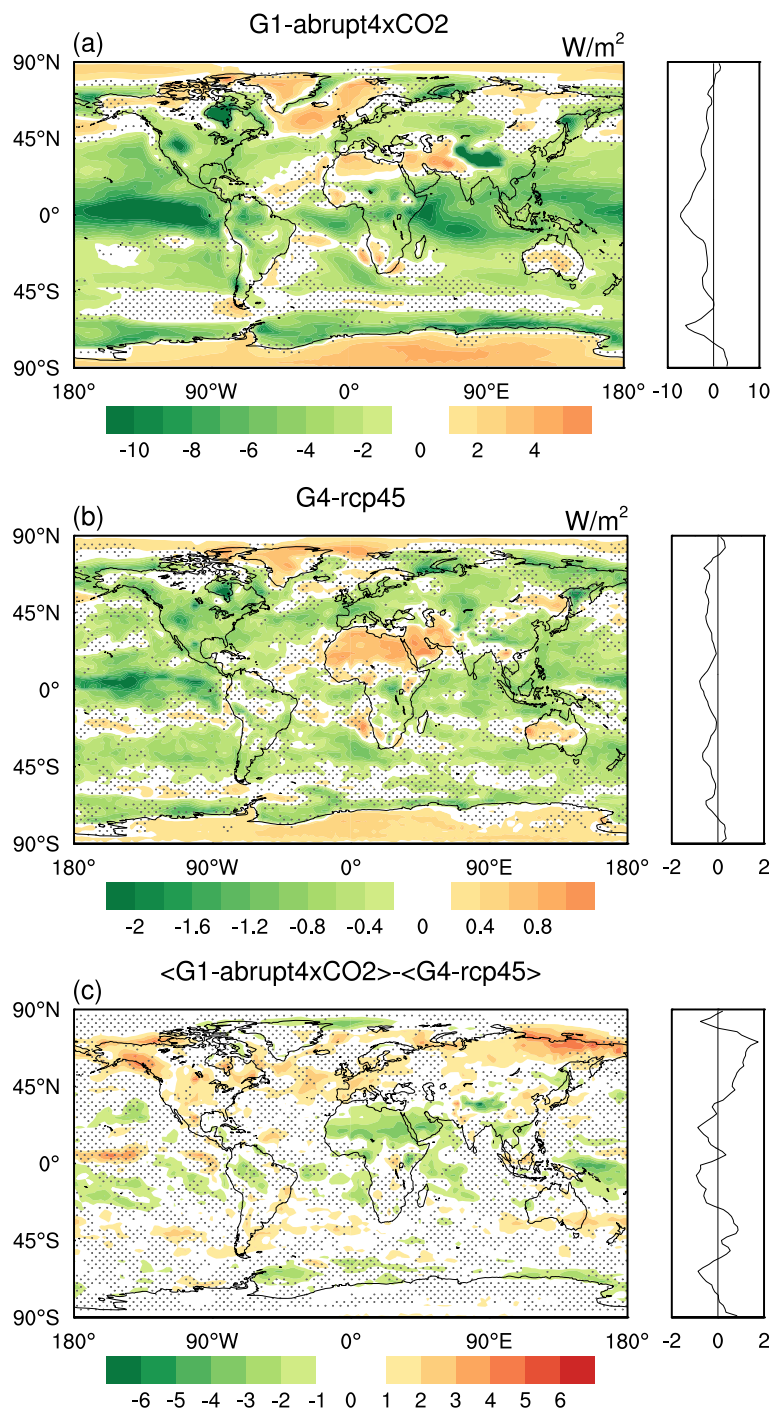 G1-abrupt4xCO2
(a) W/m²
90°N
45°N
0°
45°S
90°S
180° 90°W 0° 90°E 180° -10 0 10
-10 -8 -6 -4 -2 0 2 4
G4-rcp45
(b) W/m²
90°N
45°N
0°
45°S
90°S
180° 90°W 0° 90°E 180° -2 0 2
-2 -1.6 -1.2 -0.8 -0.4 0 0.4 0.8
<G1-abrupt4xCO2>-<G4-rcp45>
(c)
90°N
45°N
0°
45°S
90°S
180° 90°W 0° 90°E 180° -2 0 2
-6 -5 -4 -3 -2 -1 0 1 2 3 4 5 6